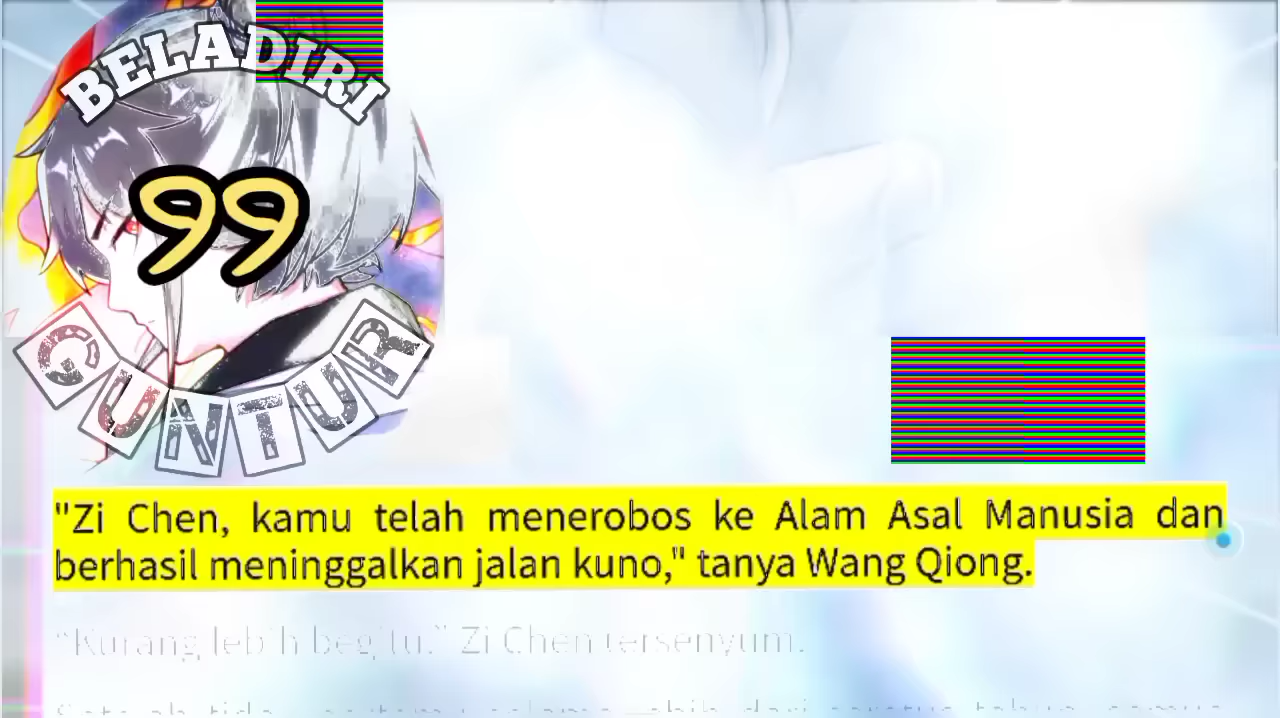 BELADIRI
99
GUNTUR
"Zi Chen, kamu telah menerobos ke Alam Asal Manusia dan
berhasil meninggalkan jalan kuno," tanya Wang Qiong.
"Kurang lebih begitu." Zi Chen tersenyum.